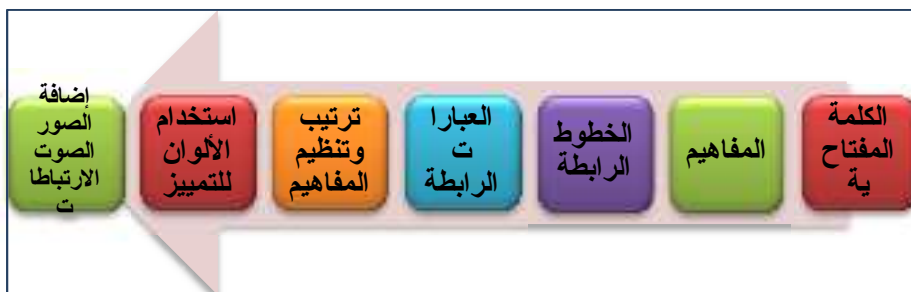 الكلمة
المفتاح
ية
المفاهيم
الخطوط
الرابطة
العبارا
ت
الرابطة
ترتيب
وتنظيم
المفاهيم
استخدام
الألوان
للتمييز
إضافة
الصور
الصوت
الارتباطا
ت